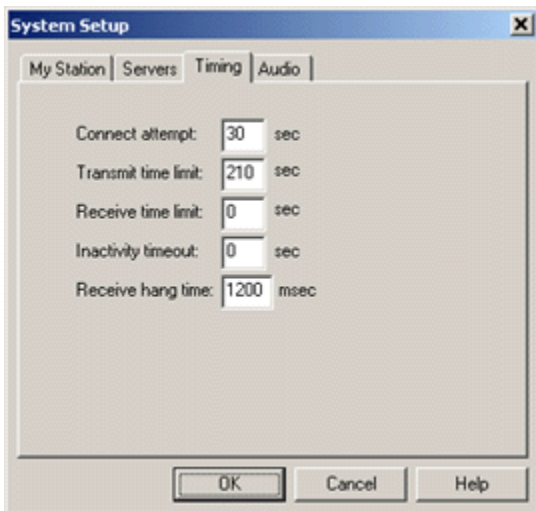 System Setup
My Station Servers Timing Audio
Connect attempt: 30 sec
Transmit time limit: 210 sec
Receive time limit: 0 sec
Inactivity timeout: 0 sec
Receive hang time: 1200 msec
OK Cancel Help